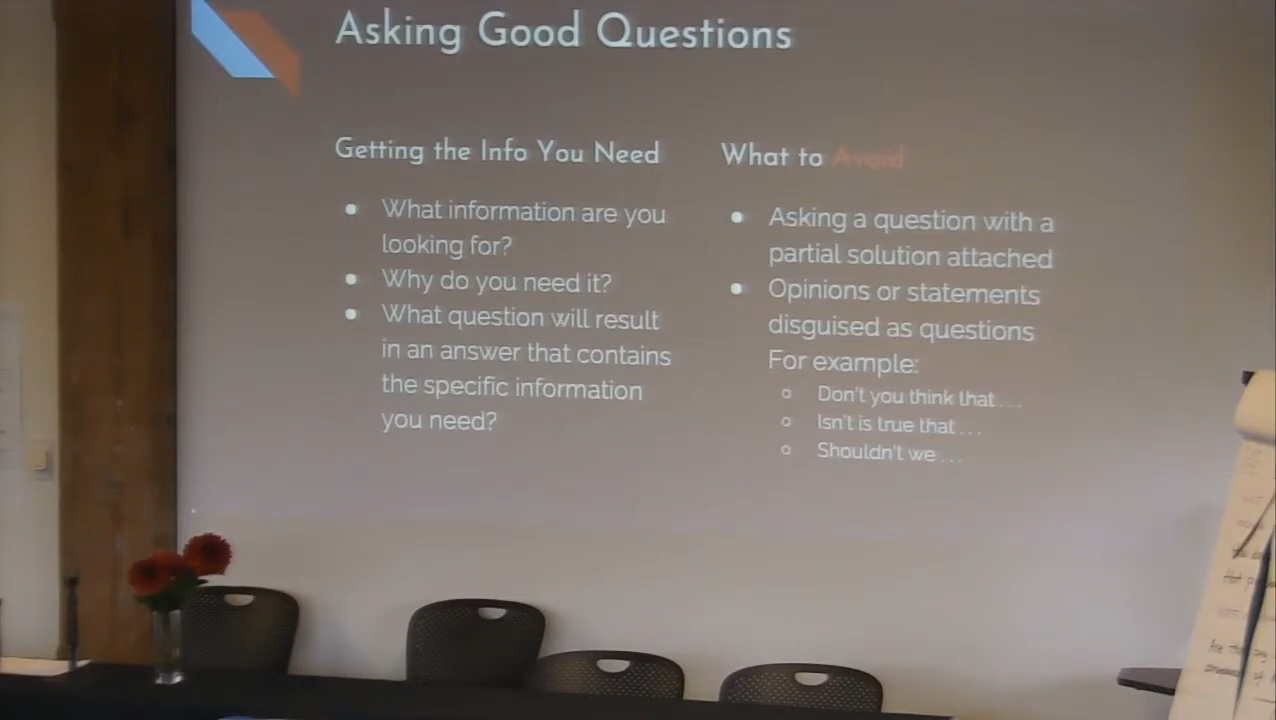 Asking Good Questions
Getting the Info You Need
What information are you
looking for?
Why do you need it?
What question will result
in an answer that contains
the specific information
you need?
What to Avoid
Asking a question with a
partial solution attached
Opinions or statements
disguised as questions
For example:
Don't you think that . . .
Isn't is true that . . .
Shouldn't we . . .